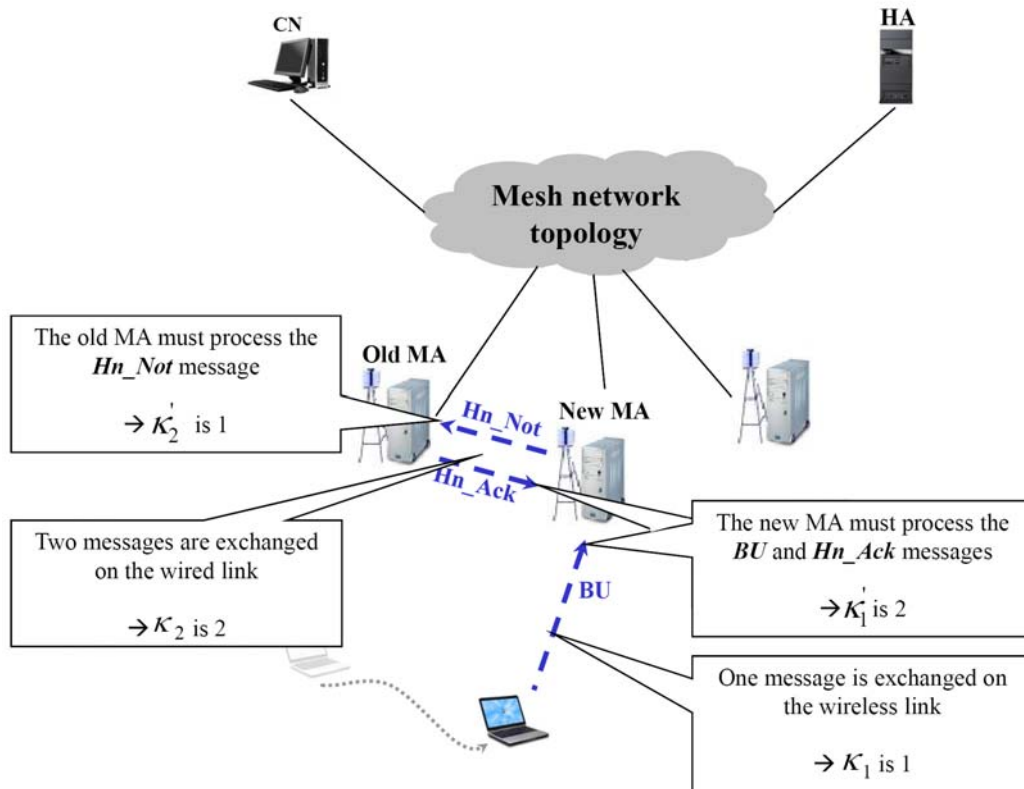 CN
HA
Mesh network
topology
The old MA must process the
Hn_Not message
→ κ'₂ is 1
Old MA
New MA
Hn_Not
Hn_Ack
Two messages are exchanged
on the wired link
→ κ₂ is 2
The new MA must process the
BU and Hn_Ack messages
→ κ'₁ is 2
BU
One message is exchanged on
the wireless link
→ κ₁ is 1